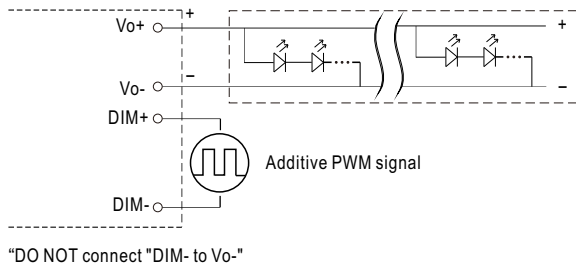 Vo+
+
+
Vo-
−
−
DIM+
Additive PWM signal
DIM-
“DO NOT connect "DIM- to Vo-"